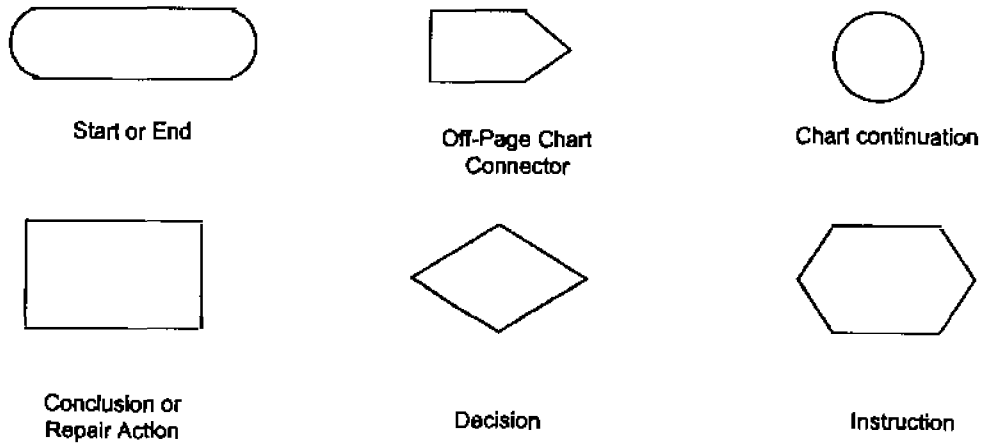 Start or End
Off-Page Chart
Connector
Chart continuation
Conclusion or
Repair Action
Decision
Instruction